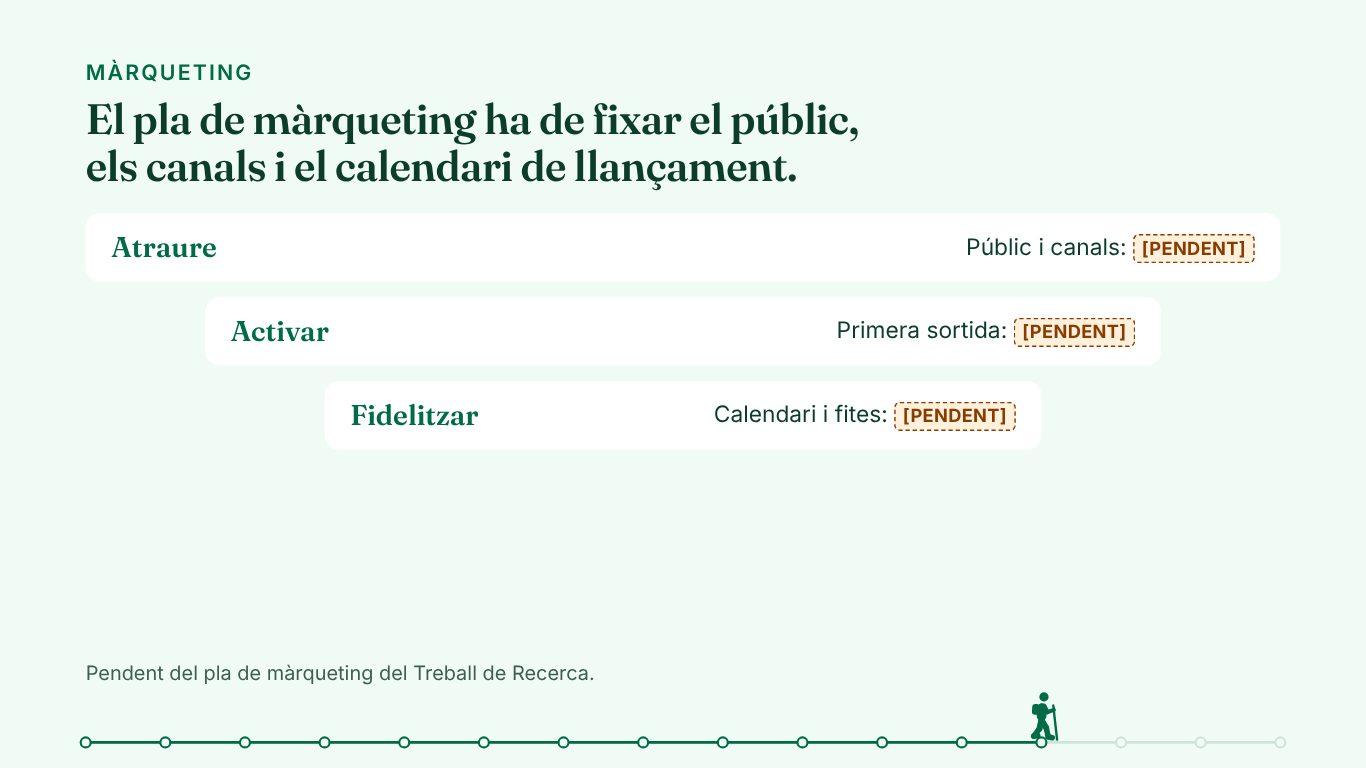 MÀRQUETING
El pla de màrqueting ha de fixar el públic,
els canals i el calendari de llançament.
Atraure Públic i canals: [PENDENT]
Activar Primera sortida: [PENDENT]
Fidelitzar Calendari i fites: [PENDENT]
Pendent del pla de màrqueting del Treball de Recerca.